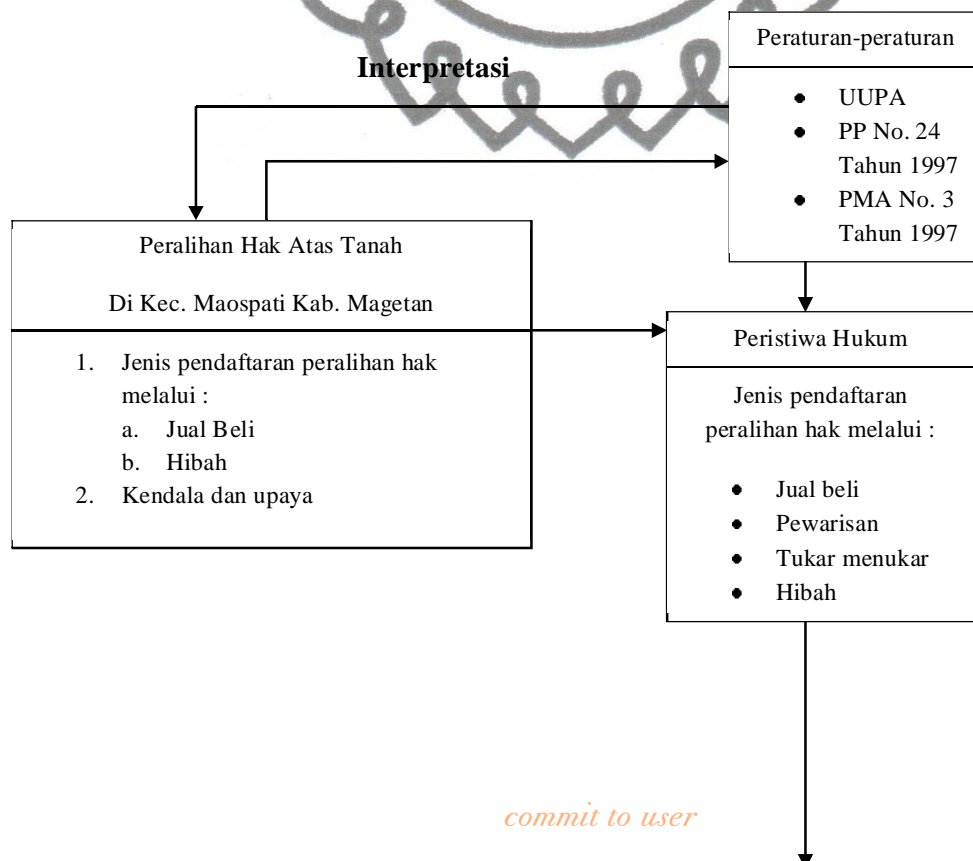 Peraturan-peraturan
Interpretasi
• UUPA
• PP No. 24
Tahun 1997
• PMA No. 3
Tahun 1997
Peralihan Hak Atas Tanah
Di Kec. Maospati Kab. Magetan
1. Jenis pendaftaran peralihan hak
melalui :
a. Jual Beli
b. Hibah
2. Kendala dan upaya
Peristiwa Hukum
Jenis pendaftaran
peralihan hak melalui :
• Jual beli
• Pewarisan
• Tukar menukar
• Hibah
commit to user